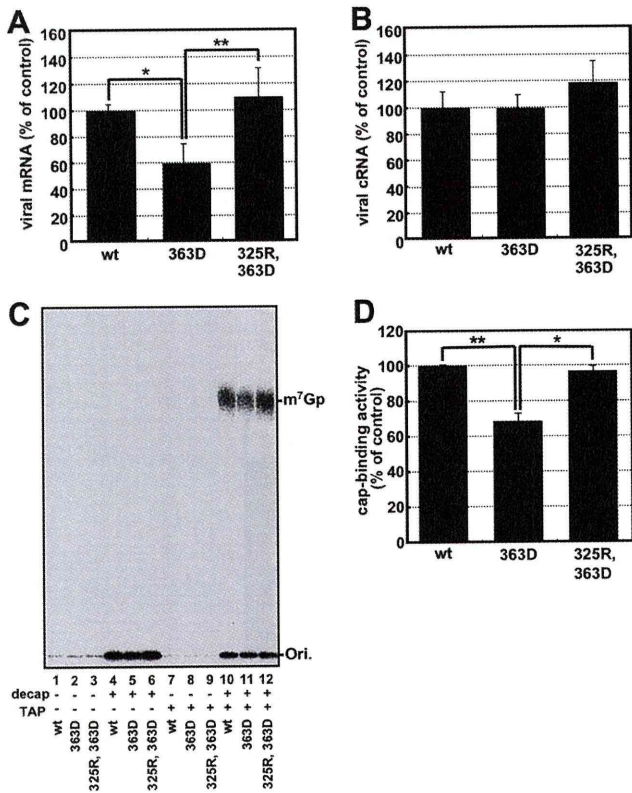 A
viral mRNA (% of control)
160
140
120
100
80
60
40
20
0
*
**
wt
363D
325R,
363D
B
viral cRNA (% of control)
160
140
120
100
80
60
40
20
0
wt
363D
325R,
363D
C
m⁷Gp
Ori.
1 2 3 4 5 6 7 8 9 10 11 12
decap - - - + + + - - - + + +
TAP - - - - - - + + + + + +
wt
363D
325R, 363D
wt
363D
325R, 363D
wt
363D
325R, 363D
wt
363D
325R, 363D
D
cap-binding activity
(% of control)
120
100
80
60
40
20
0
**
*
wt
363D
325R,
363D